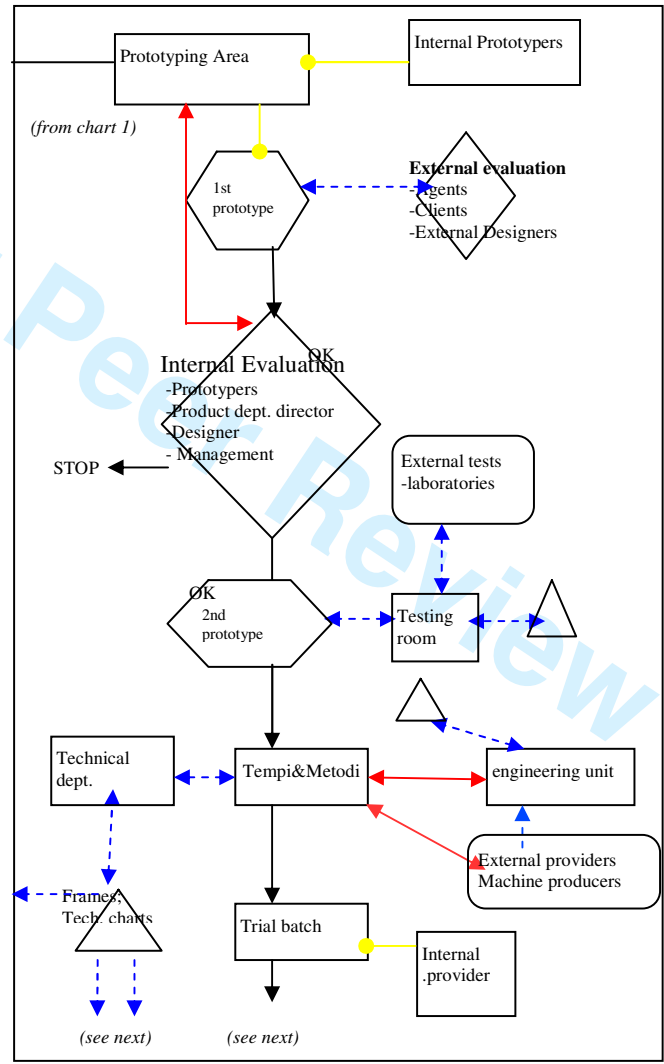 Prototyping Area
Internal Prototypers
(from chart 1)
1st
prototype
External evaluation
-Agents
-Clients
-External Designers
OK
Internal Evaluation
-Prototypers
-Product dept. director
-Designer
- Management
STOP
External tests
-laboratories
OK
2nd
prototype
Testing
room
Technical
dept.
Tempi&Metodi
engineering unit
External providers
Machine producers
Frames;
Tech. charts
Trial batch
Internal
.provider
(see next)
(see next)
Peer Review